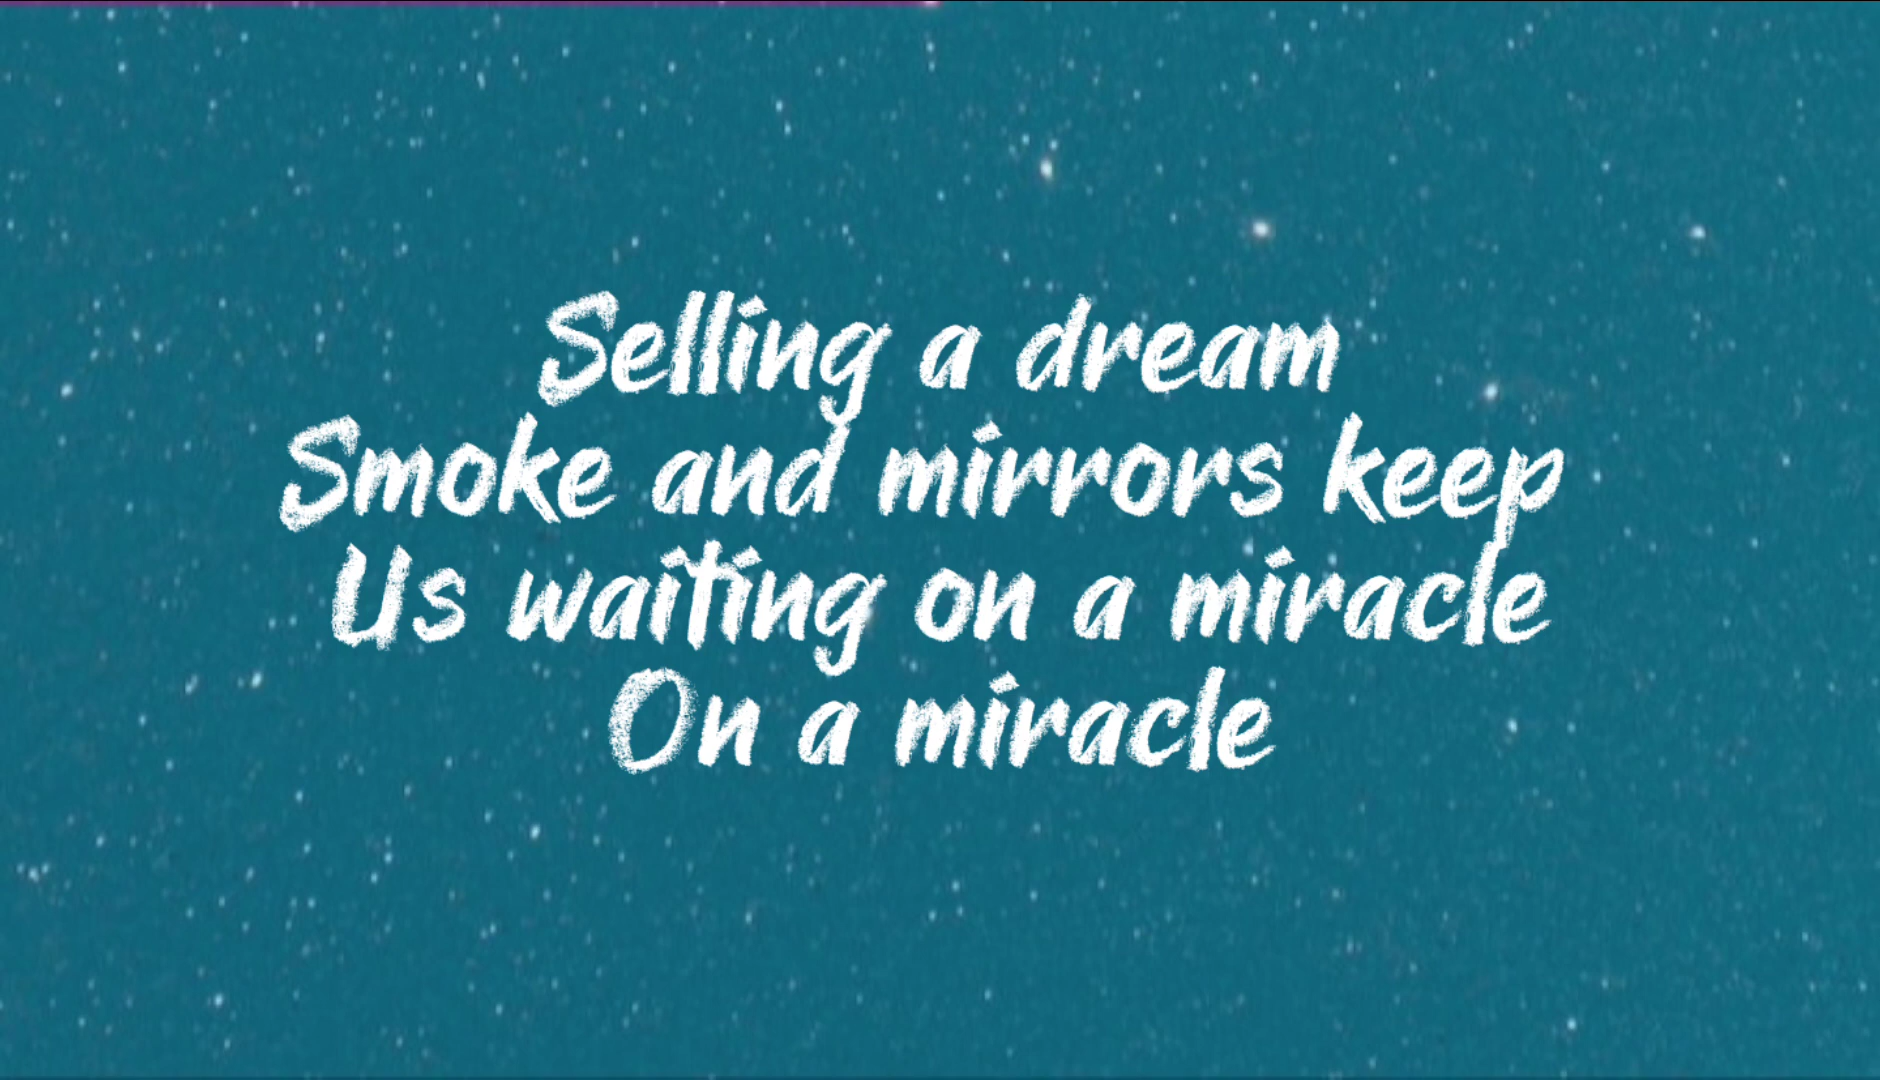 Selling a dream
Smoke and mirrors keep
Us waiting on a miracle
On a miracle